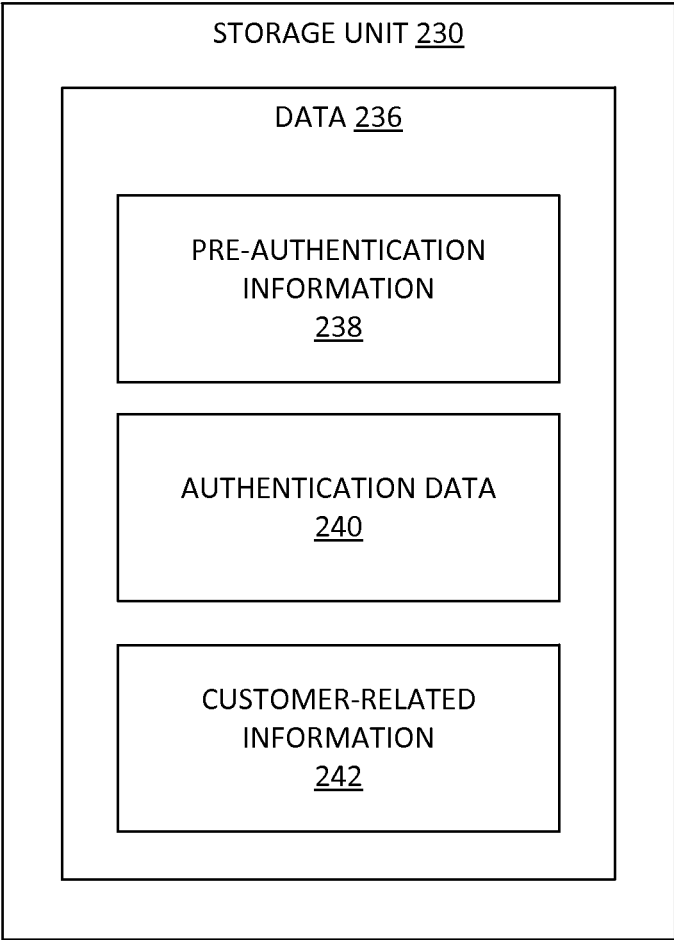 STORAGE UNIT 230
DATA 236
PRE-AUTHENTICATION
INFORMATION
238
AUTHENTICATION DATA
240
CUSTOMER-RELATED
INFORMATION
242